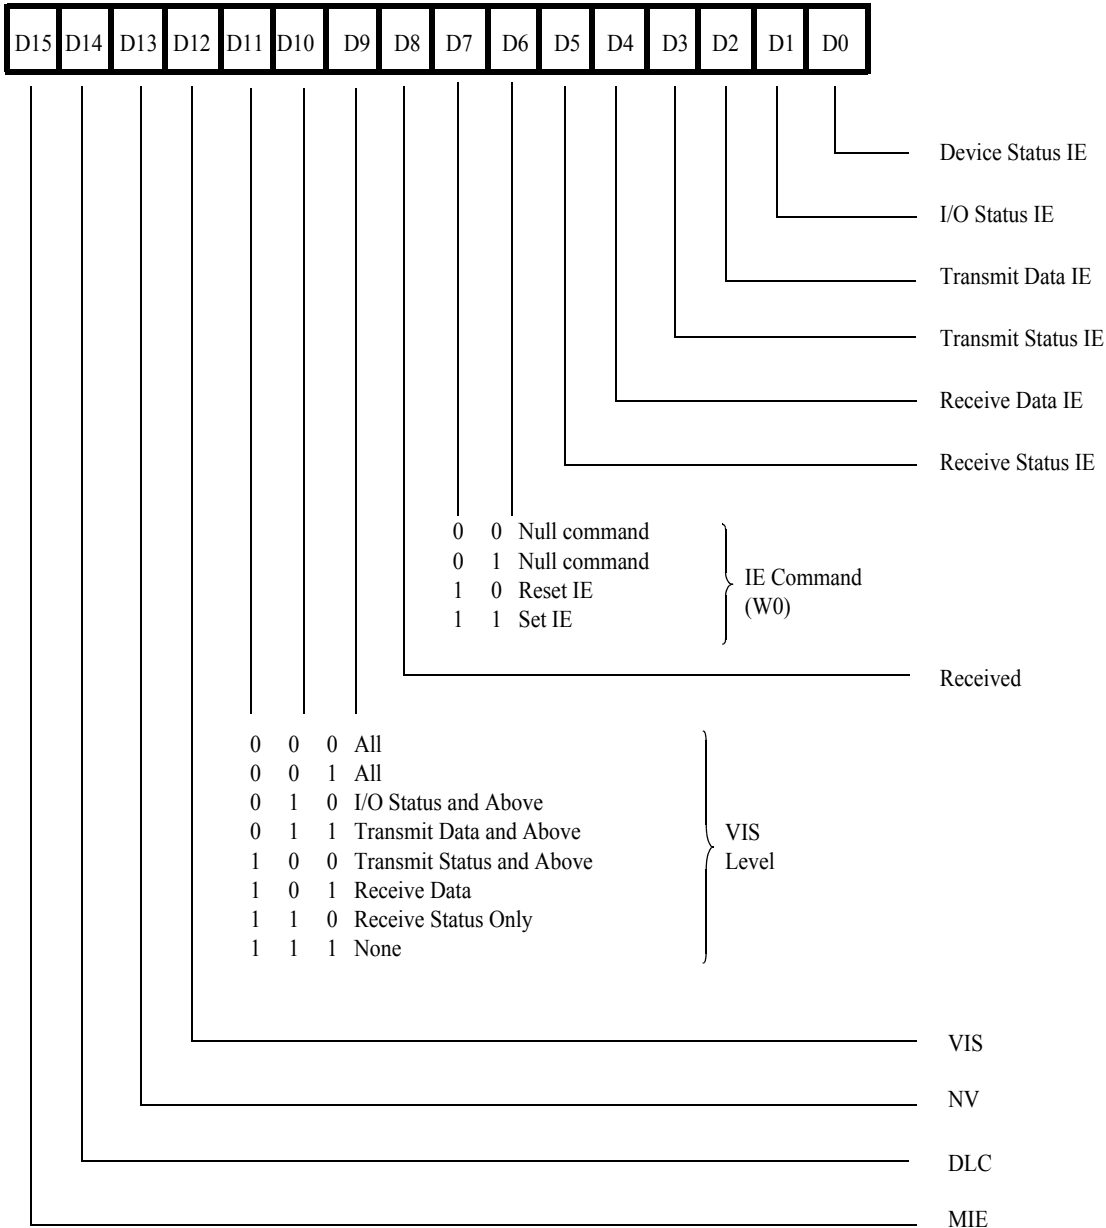 D15 D14 D13 D12 D11 D10 D9 D8 D7 D6 D5 D4 D3 D2 D1 D0
Device Status IE
I/O Status IE
Transmit Data IE
Transmit Status IE
Receive Data IE
Receive Status IE
0 0 Null command
0 1 Null command
1 0 Reset IE
1 1 Set IE
IE Command
(W0)
Received
0 0 0 All
0 0 1 All
0 1 0 I/O Status and Above
0 1 1 Transmit Data and Above
1 0 0 Transmit Status and Above
1 0 1 Receive Data
1 1 0 Receive Status Only
1 1 1 None
VIS
Level
VIS
NV
DLC
MIE